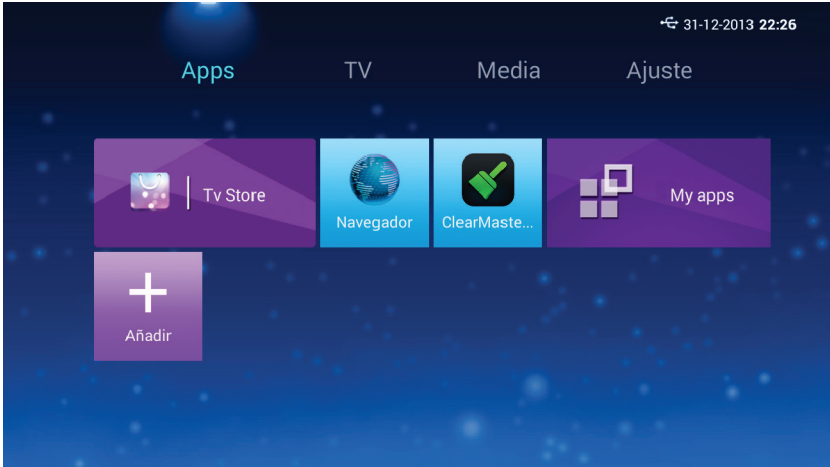 31-12-2013 22:26
Apps TV Media Ajuste
Tv Store
Navegador
ClearMaste...
My apps
Añadir